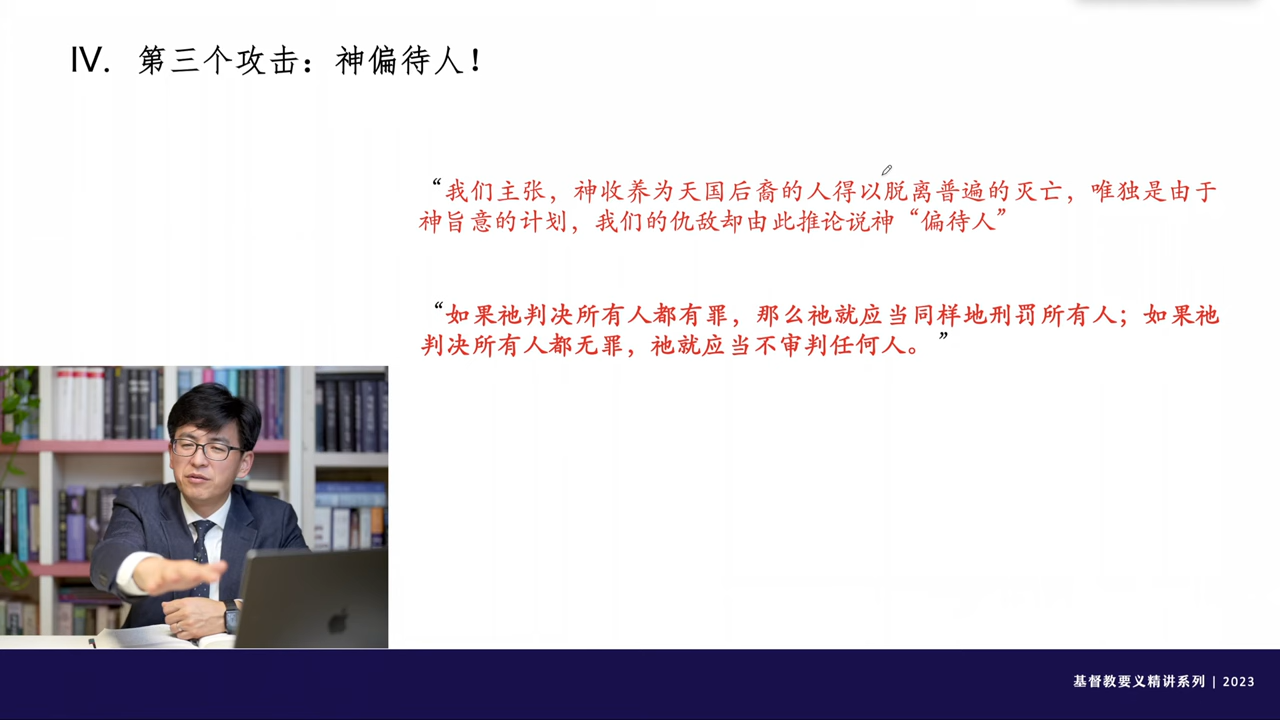 IV. 第三个攻击：神偏待人！
“我们主张，神收养为天国后裔的人得以脱离普遍的灭亡，唯独是由于
神旨意的计划，我们的仇敌却由此推论说神“偏待人”
“如果祂判决所有人都有罪，那么祂就应当同样地刑罚所有人；如果祂
判决所有人都无罪，祂就应当不审判任何人。”
基督教要义精讲系列 | 2023